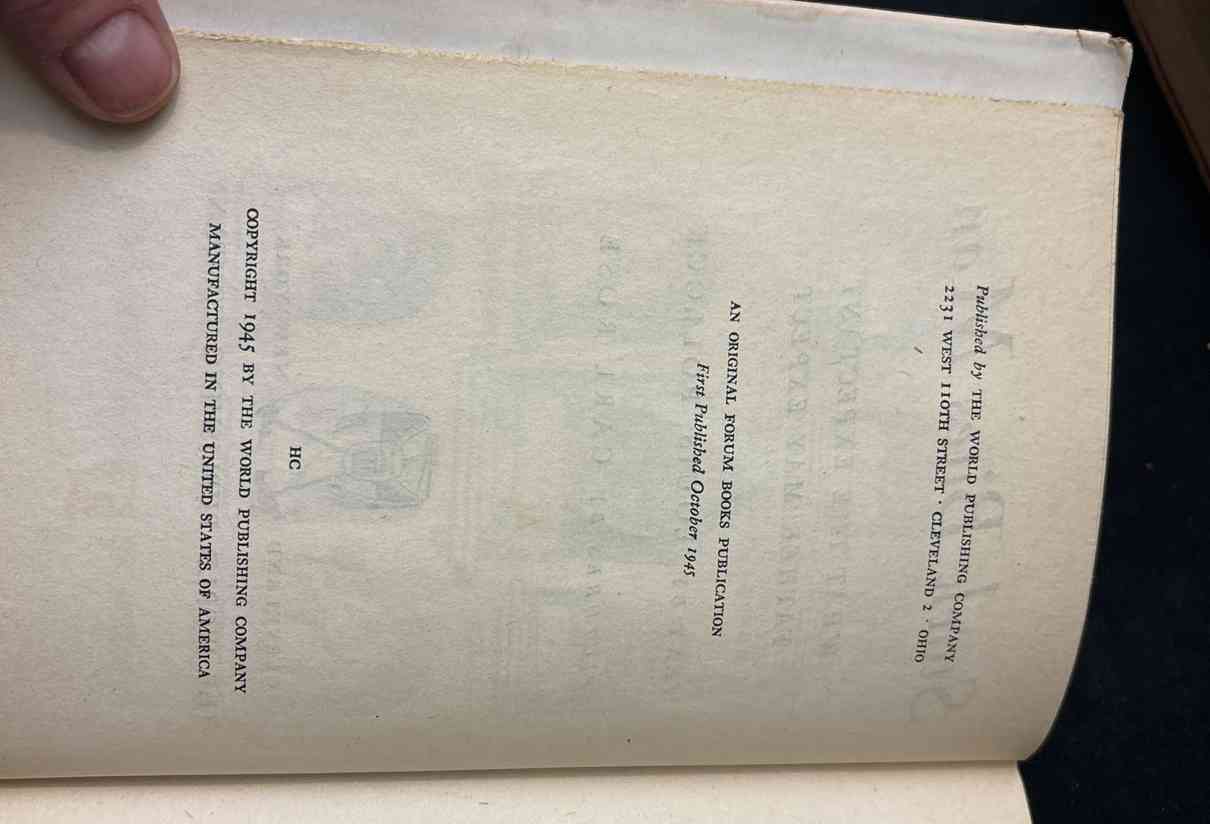 Published by THE WORLD PUBLISHING COMPANY
2231 WEST 110TH STREET · CLEVELAND 2 · OHIO
AN ORIGINAL FORUM BOOKS PUBLICATION
First Published October 1945
HC
COPYRIGHT 1945 BY THE WORLD PUBLISHING COMPANY
MANUFACTURED IN THE UNITED STATES OF AMERICA